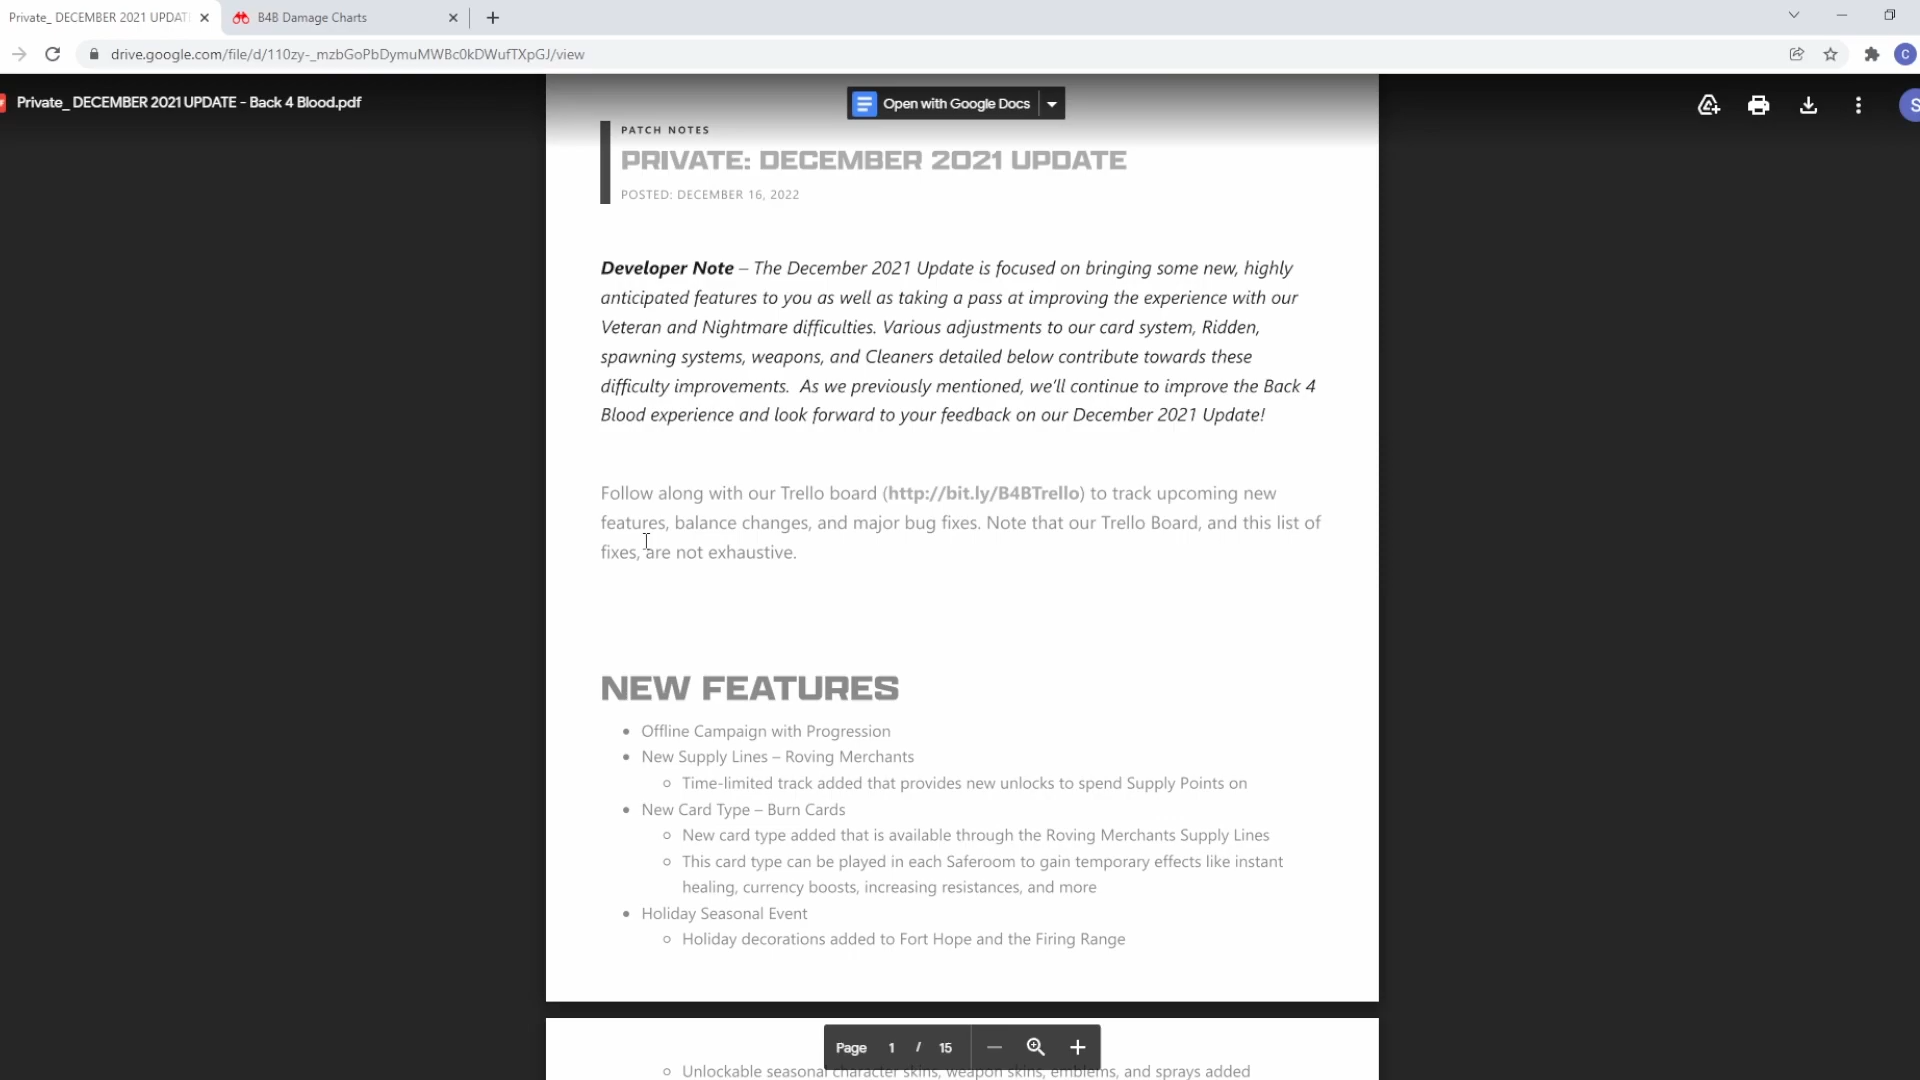 Private_ DECEMBER 2021 UPDATE
B4B Damage Charts
drive.google.com/file/d/110zy-_mzbGoPbDymuMWBc0kDWufTXpGJ/view
C
Private_ DECEMBER 2021 UPDATE - Back 4 Blood.pdf
Open with Google Docs
S
PATCH NOTES
PRIVATE: DECEMBER 2021 UPDATE
POSTED: DECEMBER 16, 2022
Developer Note – The December 2021 Update is focused on bringing some new, highly
anticipated features to you as well as taking a pass at improving the experience with our
Veteran and Nightmare difficulties. Various adjustments to our card system, Ridden,
spawning systems, weapons, and Cleaners detailed below contribute towards these
difficulty improvements.  As we previously mentioned, we'll continue to improve the Back 4
Blood experience and look forward to your feedback on our December 2021 Update!
Follow along with our Trello board (http://bit.ly/B4BTrello) to track upcoming new
features, balance changes, and major bug fixes. Note that our Trello Board, and this list of
fixes, are not exhaustive.
NEW FEATURES
• Offline Campaign with Progression
• New Supply Lines – Roving Merchants
○ Time-limited track added that provides new unlocks to spend Supply Points on
• New Card Type – Burn Cards
○ New card type added that is available through the Roving Merchants Supply Lines
○ This card type can be played in each Saferoom to gain temporary effects like instant
healing, currency boosts, increasing resistances, and more
• Holiday Seasonal Event
○ Holiday decorations added to Fort Hope and the Firing Range
Page 1 / 15
○ Unlockable seasonal character skins, weapon skins, emblems, and sprays added